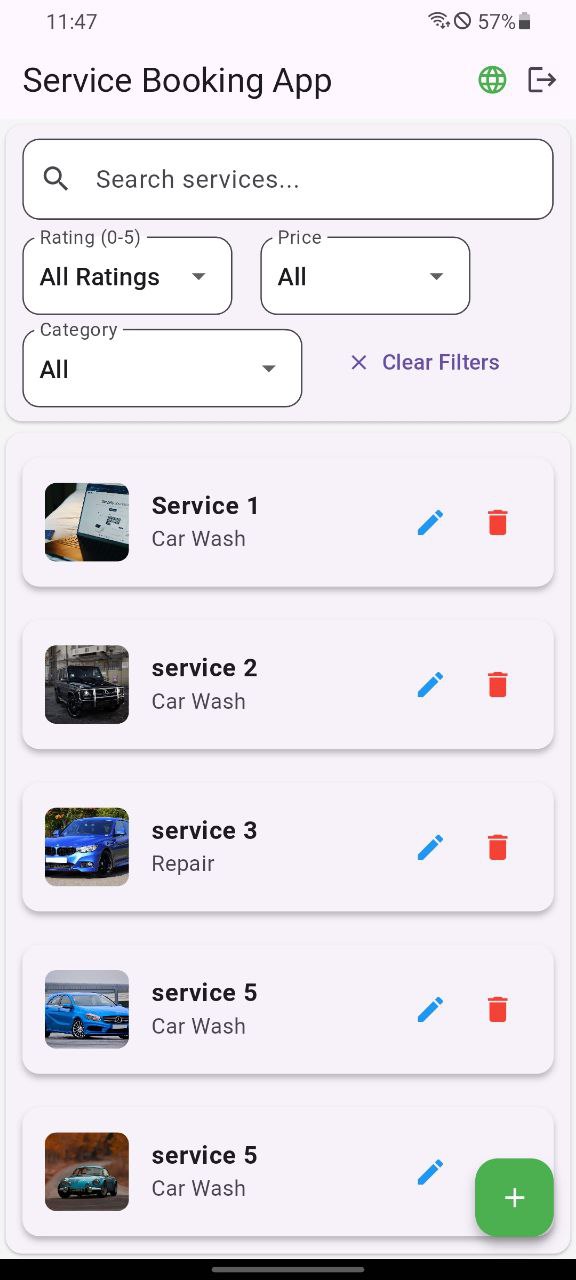 11:47
57%
Service Booking App
Search services...
Rating (0-5)
Price
All Ratings
All
Category
All
Clear Filters
Service 1
Car Wash
service 2
Car Wash
service 3
Repair
service 5
Car Wash
service 5
Car Wash